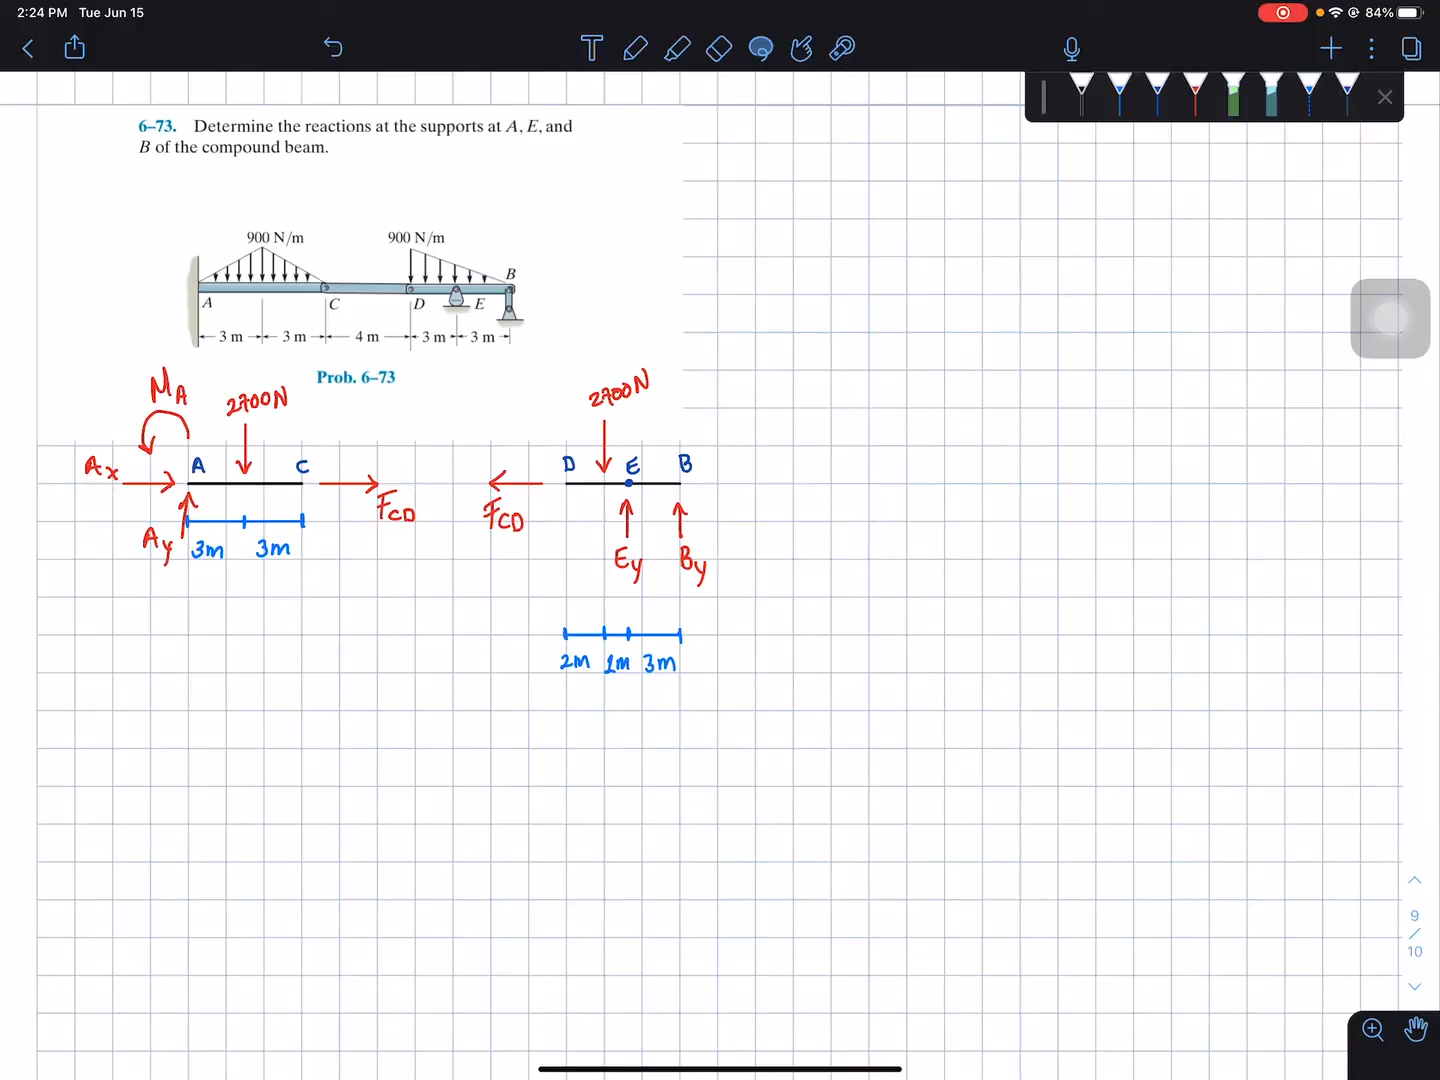 2:24 PM Tue Jun 15
84%
6–73. Determine the reactions at the supports at A, E, and
B of the compound beam.
900 N/m
900 N/m
B
A
C
D
E
3 m
3 m
4 m
3 m
3 m
Prob. 6–73
MA
2700N
2700N
Ax
A
C
D
E
B
FCD
FCD
Ay
3m
3m
Ey
By
2m
1m
3m
9
/
10